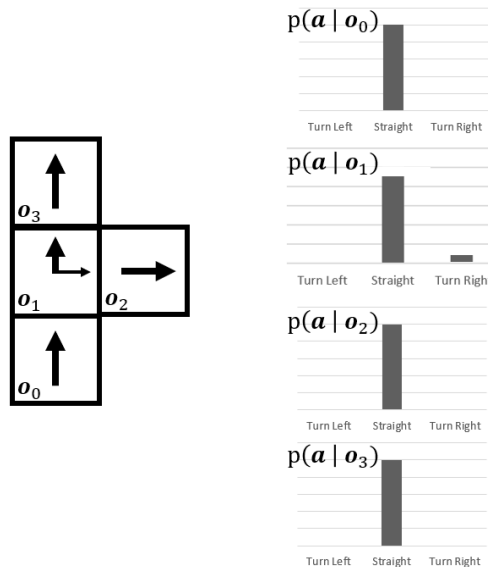 o₃
o₁
o₂
o₀
p(a | o₀)
Turn Left Straight Turn Right
p(a | o₁)
Turn Left Straight Turn Righ
p(a | o₂)
Turn Left Straight Turn Right
p(a | o₃)
Turn Left Straight Turn Right